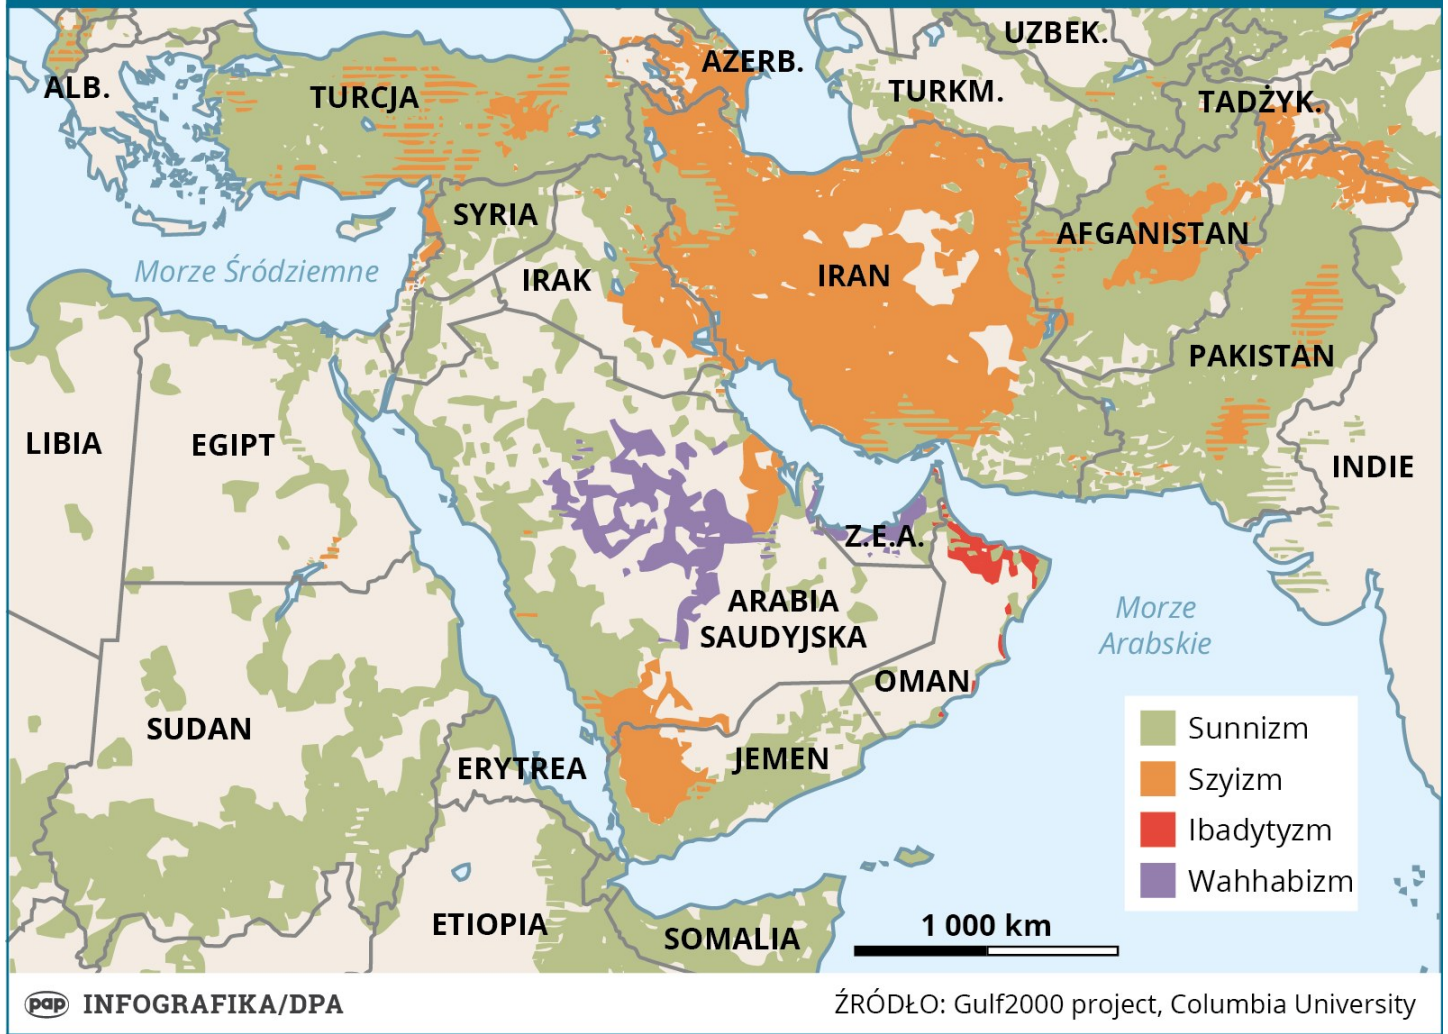 UZBEK.
AZERB.
ALB.
TURCJA
TURKM.
TADŻYK.
SYRIA
AFGANISTAN
Morze Śródziemne
IRAK
IRAN
PAKISTAN
LIBIA
EGIPT
INDIE
Z.E.A.
ARABIA
SAUDYJSKA
Morze
Arabskie
OMAN
SUDAN
JEMEN
ERYTREA
ETIOPIA
SOMALIA
Sunnizm
Szyizm
Ibadytyzm
Wahhabizm
1 000 km
pap INFOGRAFIKA/DPA
ŹRÓDŁO: Gulf2000 project, Columbia University